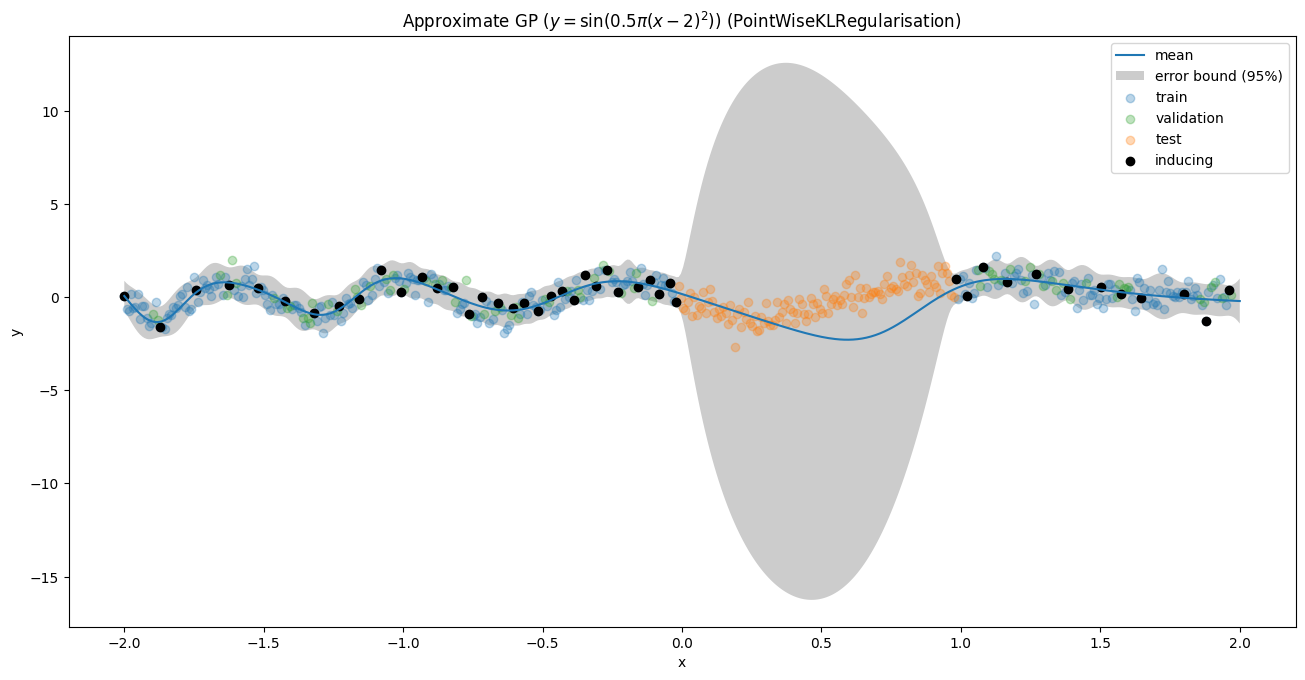 Approximate GP (y = sin(0.5π(x − 2)²)) (PointWiseKLRegularisation)
mean
error bound (95%)
train
validation
test
inducing
y
10
5
0
−5
−10
−15
−2.0
−1.5
−1.0
−0.5
0.0
0.5
1.0
1.5
2.0
x